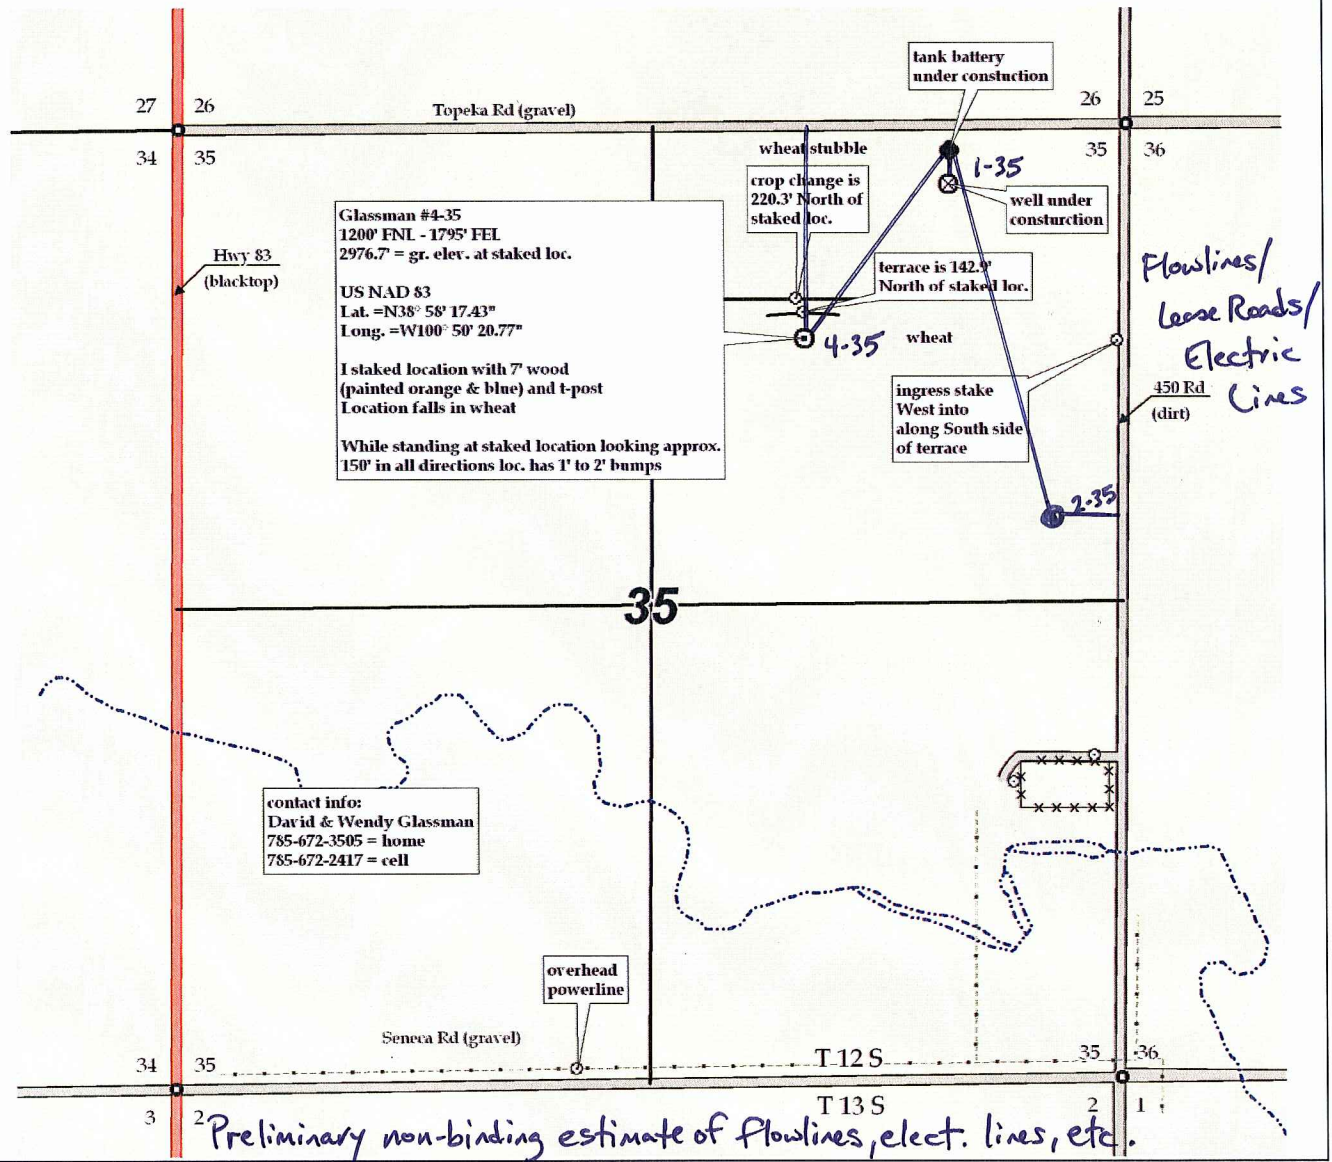 tank battery
under constuction
27 26
Topeka Rd (gravel)
26 25
34 35
wheat stubble
35 36
crop change is
220.3' North of
staked loc.
1-35
well under
consturction
Glassman #4-35
1200' FNL - 1795' FEL
2976.7' = gr. elev. at staked loc.
US NAD 83
Lat. =N38° 58' 17.43"
Long. =W100° 50' 20.77"
I staked location with 7' wood
(painted orange & blue) and t-post
Location falls in wheat
While standing at staked location looking approx.
150' in all directions loc. has 1' to 2' bumps
Hwy 83
(blacktop)
terrace is 142.9'
North of staked loc.
Flowlines/
Lease Roads/
Electric
Lines
4-35
wheat
ingress stake
West into
along South side
of terrace
450 Rd
(dirt)
2-35
35
contact info:
David & Wendy Glassman
785-672-3505 = home
785-672-2417 = cell
overhead
powerline
Seneca Rd (gravel)
34 35
T 12 S
35 36
T 13 S
3 2
2 1
Preliminary non-binding estimate of flowlines, elect. lines, etc.